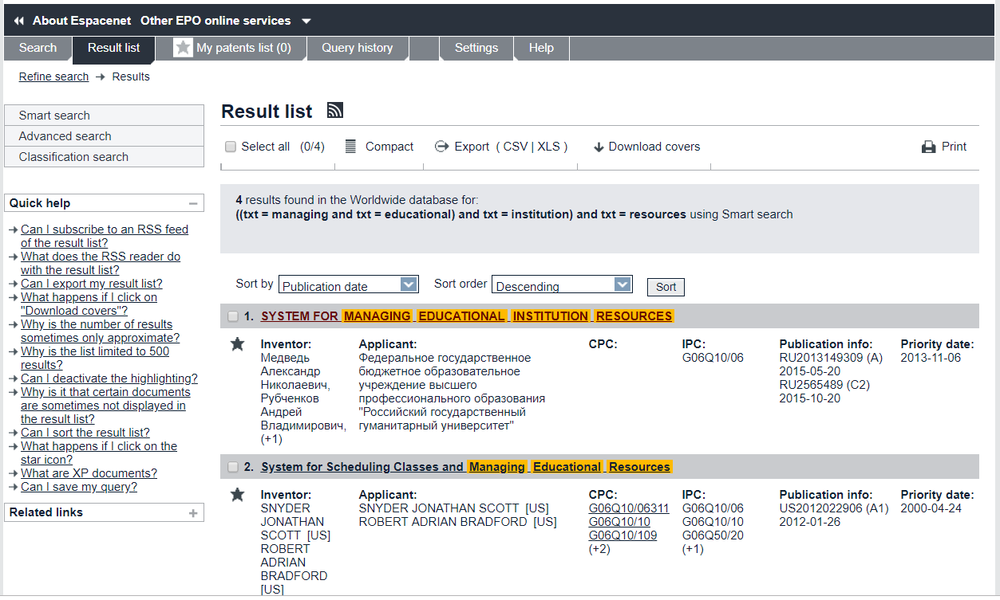 About Espacenet Other EPO online services
Search Result list My patents list (0) Query history Settings Help
Refine search → Results
Smart search
Advanced search
Classification search
Quick help
Can I subscribe to an RSS feed
of the result list?
What does the RSS reader do
with the result list?
Can I export my result list?
What happens if I click on
"Download covers"?
Why is the number of results
sometimes only approximate?
Why is the list limited to 500
results?
Can I deactivate the highlighting?
Why is it that certain documents
are sometimes not displayed in
the result list?
Can I sort the result list?
What happens if I click on the
star icon?
What are XP documents?
Can I save my query?
Related links
Result list
Select all (0/4) Compact Export ( CSV | XLS ) Download covers Print
4 results found in the Worldwide database for:
((txt = managing and txt = educational) and txt = institution) and txt = resources using Smart search
Sort by Publication date Sort order Descending Sort
1. SYSTEM FOR MANAGING EDUCATIONAL INSTITUTION RESOURCES
Inventor:
Медведь
Александр
Николаевич,
Рубченков
Андрей
Владимирович,
(+1)
Applicant:
Федеральное государственное
бюджетное образовательное
учреждение высшего
профессионального образования
"Российский государственный
гуманитарный университет"
CPC:
IPC:
G06Q10/06
Publication info:
RU2013149309 (A)
2015-05-20
RU2565489 (C2)
2015-10-20
Priority date:
2013-11-06
2. System for Scheduling Classes and Managing Educational Resources
Inventor:
SNYDER
JONATHAN
SCOTT [US]
ROBERT
ADRIAN
BRADFORD
[US]
Applicant:
SNYDER JONATHAN SCOTT [US]
ROBERT ADRIAN BRADFORD [US]
CPC:
G06Q10/06311
G06Q10/10
G06Q10/109
(+2)
IPC:
G06Q10/06
G06Q10/10
G06Q50/20
(+1)
Publication info:
US2012022906 (A1)
2012-01-26
Priority date:
2000-04-24